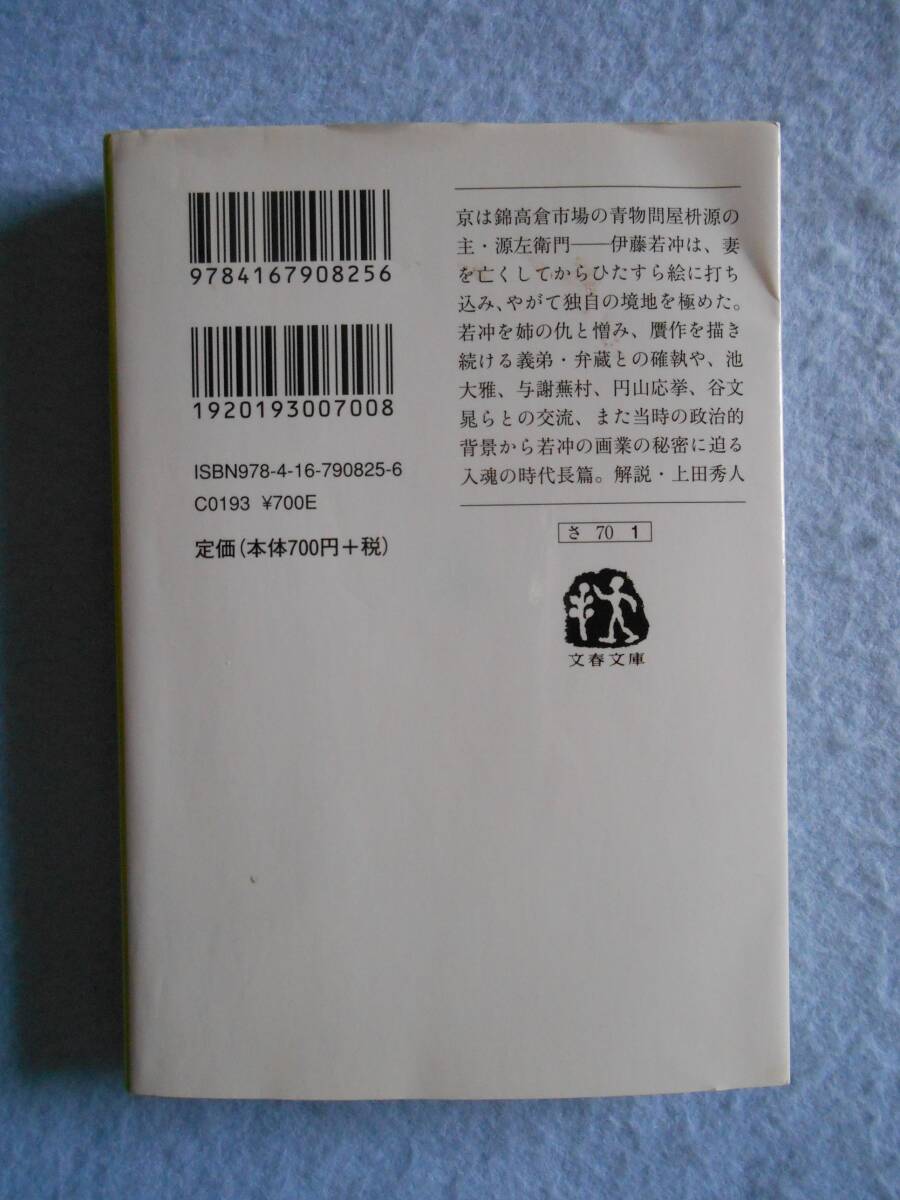 9784167908256
1920193007008
ISBN978-4-16-790825-6
C0193 ¥700E
定価(本体700円+税)
京は錦高倉市場の青物問屋枡源の
主・源左衛門――伊藤若冲は、妻
を亡くしてからひたすら絵に打ち
込み、やがて独自の境地を極めた。
若冲を姉の仇と憎み、贋作を描き
続ける義弟・弁蔵との確執や、池
大雅、与謝蕪村、円山応挙、谷文
晁らとの交流、また当時の政治的
背景から若冲の画業の秘密に迫る
入魂の時代長篇。解説・上田秀人
さ 70 1
文春文庫